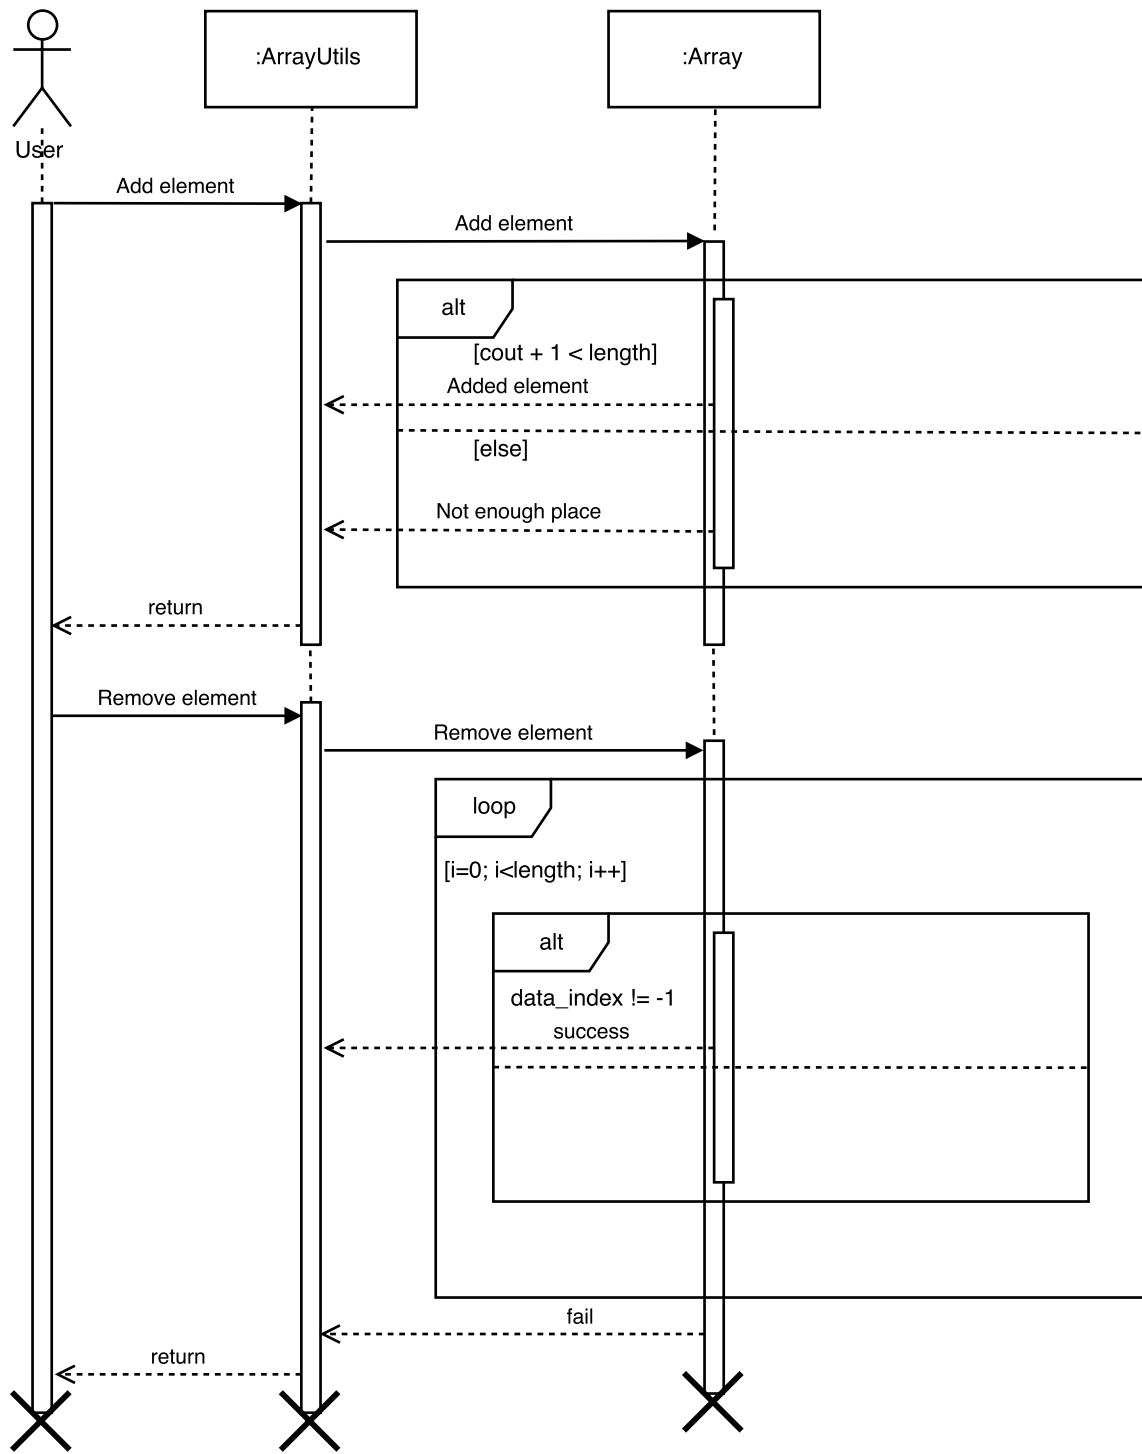 :ArrayUtils
:Array
User
Add element
Add element
alt
[cout + 1 < length]
Added element
[else]
Not enough place
return
Remove element
Remove element
loop
[i=0; i<length; i++]
alt
data_index != -1
success
fail
return